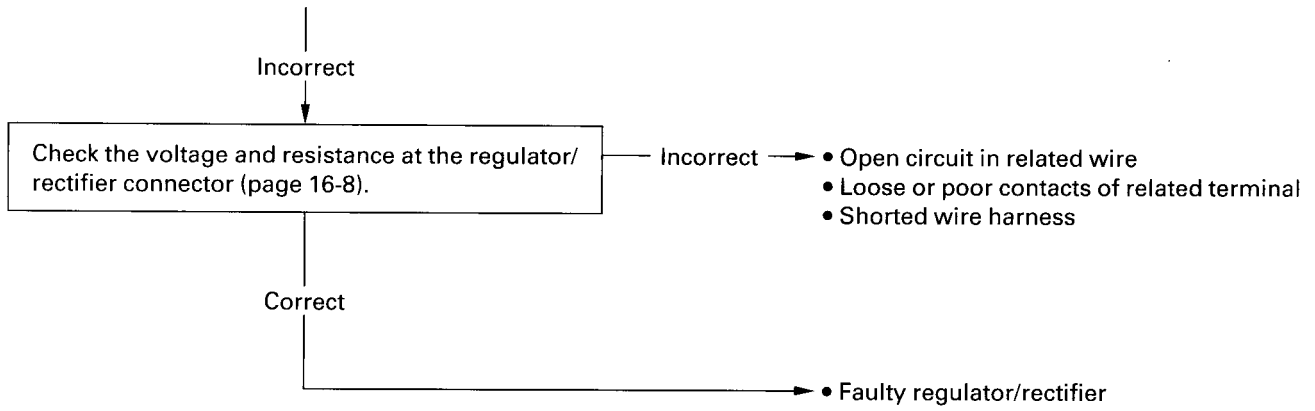 Incorrect
Check the voltage and resistance at the regulator/
rectifier connector (page 16-8).
Incorrect
• Open circuit in related wire
• Loose or poor contacts of related terminal
• Shorted wire harness
Correct
• Faulty regulator/rectifier